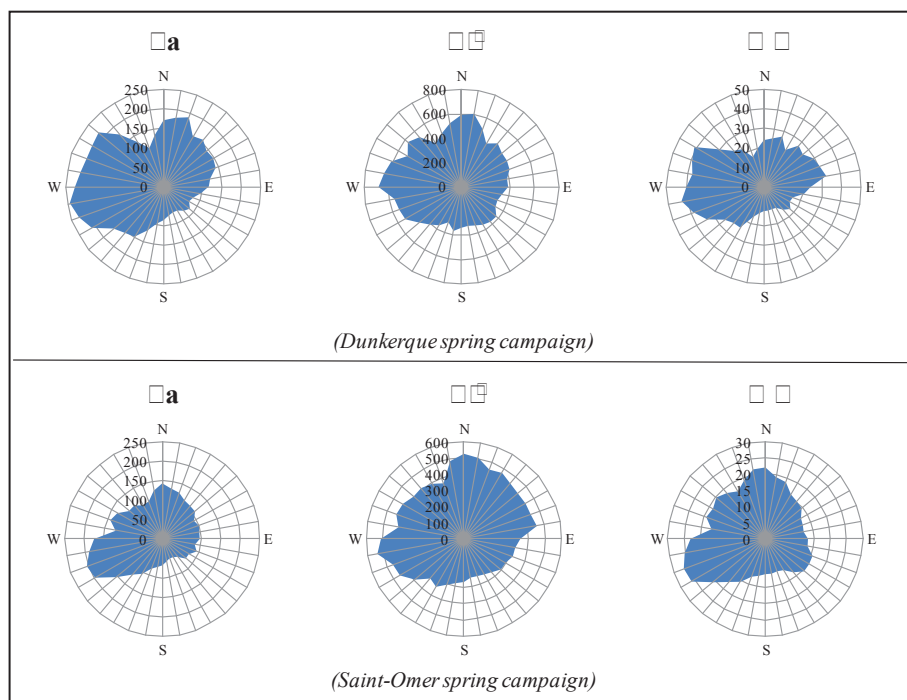 □a □□□ □ □
N N N
250 800 50
200 600 40
150 400 30
100 200 20
50 10
0 0 0
W E W E W E
S S S
(Dunkerque spring campaign)
□a □□□ □ □
N N N
250 600 30
200 500 25
150 400 20
100 300 15
50 200 10
100 5
0 0 0
W E W E W E
S S S
(Saint-Omer spring campaign)